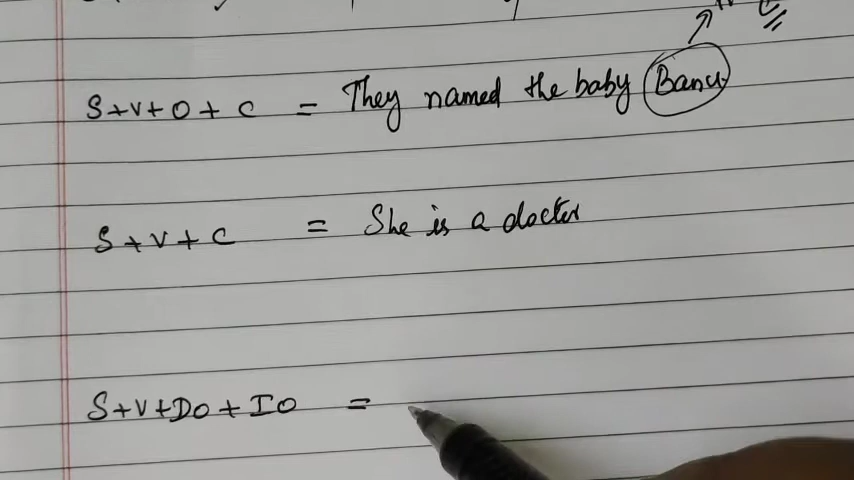 S+V+O+C = They named the baby Banu.
S+V+C = She is a doctor
S+V+DO+IO =